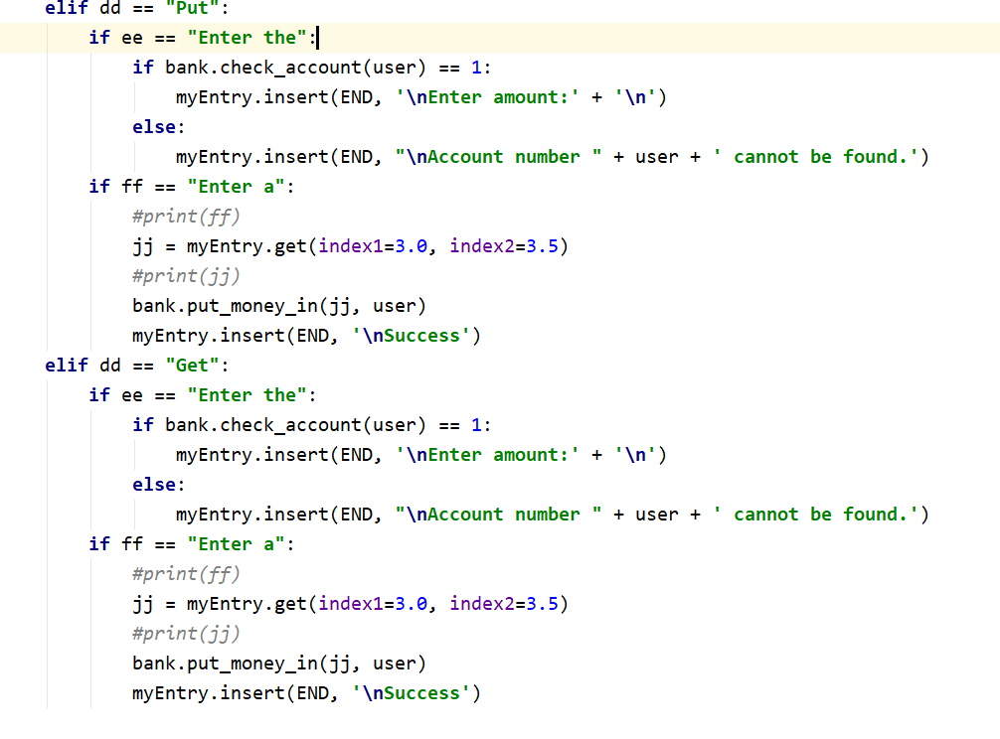 elif dd == "Put":
    if ee == "Enter the":
        if bank.check_account(user) == 1:
            myEntry.insert(END, '\nEnter amount:' + '\n')
        else:
            myEntry.insert(END, "\nAccount number " + user + ' cannot be found.')
    if ff == "Enter a":
        #print(ff)
        jj = myEntry.get(index1=3.0, index2=3.5)
        #print(jj)
        bank.put_money_in(jj, user)
        myEntry.insert(END, '\nSuccess')
elif dd == "Get":
    if ee == "Enter the":
        if bank.check_account(user) == 1:
            myEntry.insert(END, '\nEnter amount:' + '\n')
        else:
            myEntry.insert(END, "\nAccount number " + user + ' cannot be found.')
    if ff == "Enter a":
        #print(ff)
        jj = myEntry.get(index1=3.0, index2=3.5)
        #print(jj)
        bank.put_money_in(jj, user)
        myEntry.insert(END, '\nSuccess')